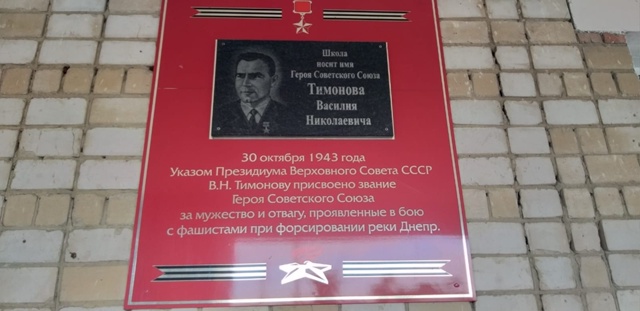 Школа
носит имя
Героя Советского Союза
Тимонова
Василия
Николаевича
30 октября 1943 года
Указом Президиума Верховного Совета СССР
В.Н. Тимонову присвоено звание
Героя Советского Союза
за мужество и отвагу, проявленные в бою
с фашистами при форсировании реки Днепр.